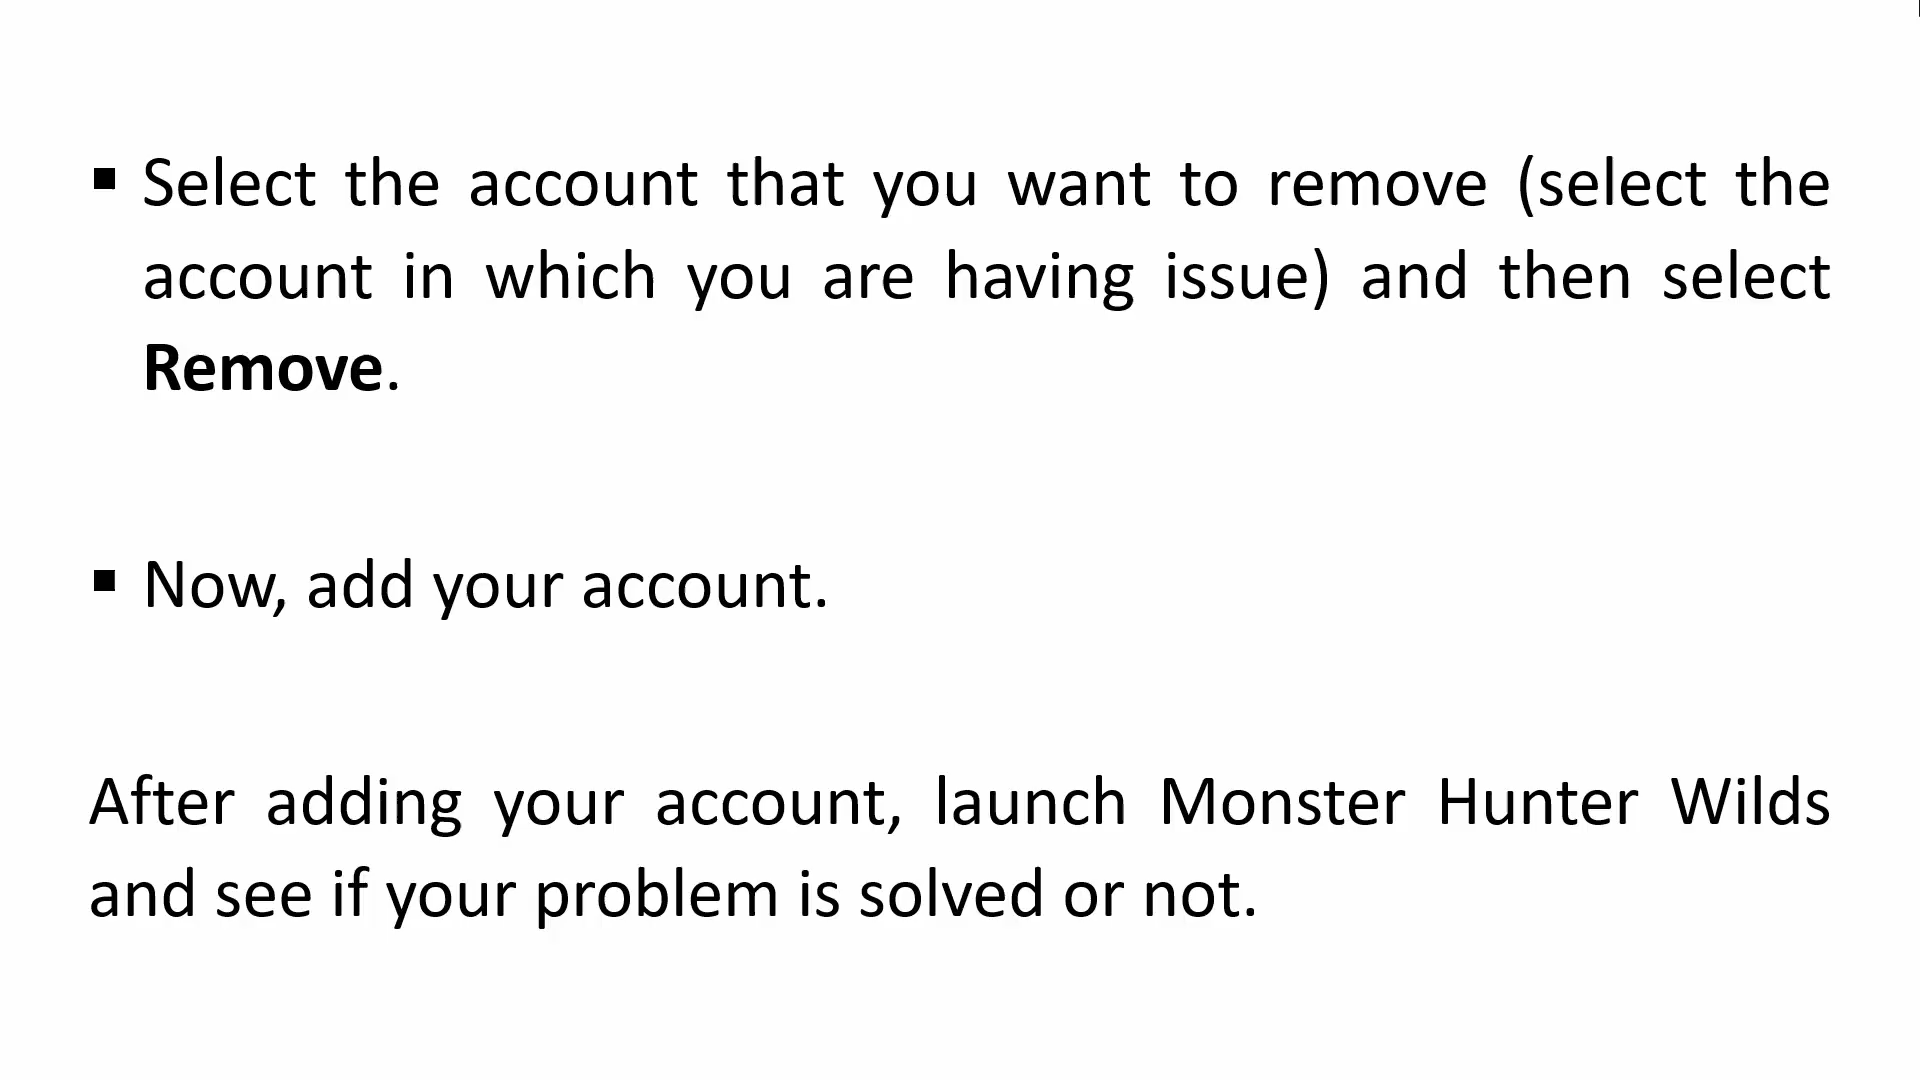 ▪ Select the account that you want to remove (select the
account in which you are having issue) and then select
Remove.
▪ Now, add your account.
After adding your account, launch Monster Hunter Wilds
and see if your problem is solved or not.